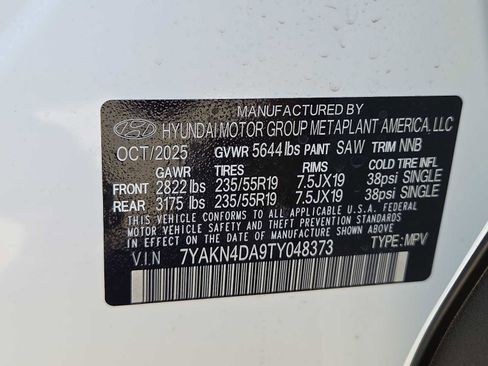 MANUFACTURED BY
HYUNDAI MOTOR GROUP METAPLANT AMERICA, LLC
OCT/2025 GVWR 5644 lbs PAINT SAW TRIM NNB
GAWR TIRES RIMS COLD TIRE INFL
FRONT 2822 lbs 235/55R19 7.5JX19 38psi SINGLE
REAR 3175 lbs 235/55R19 7.5JX19 38psi SINGLE
THIS VEHICLE CONFORMS TO ALL APPLICABLE U.S.A. FEDERAL
MOTOR VEHICLE SAFETY AND THEFT PREVENTION STANDARDS
IN EFFECT ON THE DATE OF MANUFACTURE SHOWN ABOVE.
V.I.N 7YAKN4DA9TY048373 TYPE: MPV